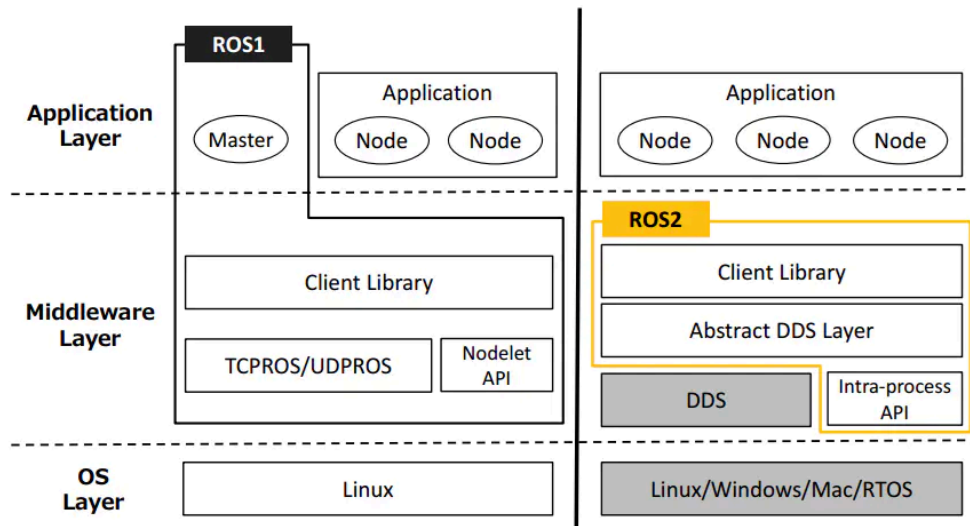 ROS1
Application
Layer
Master
Application
Node
Node
Application
Node
Node
Node
Middleware
Layer
Client Library
TCPROS/UDPROS
Nodelet
API
ROS2
Client Library
Abstract DDS Layer
DDS
Intra-process
API
OS
Layer
Linux
Linux/Windows/Mac/RTOS